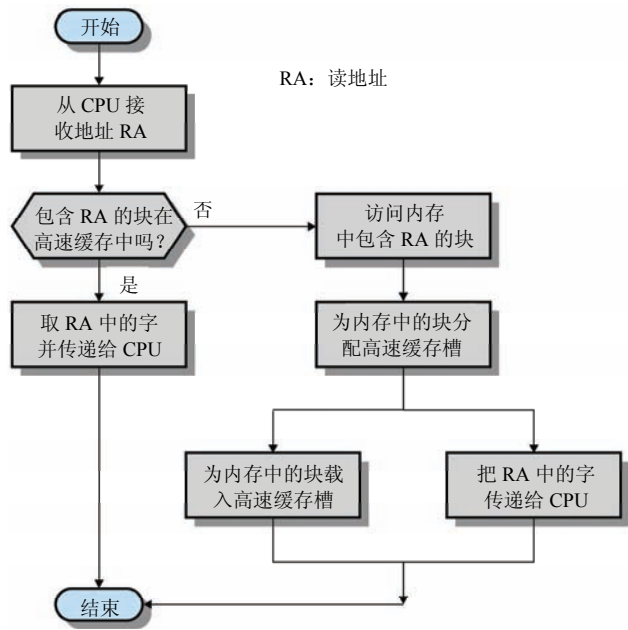 开始
RA：读地址
从 CPU 接
收地址 RA
包含 RA 的块在
高速缓存中吗？
否
访问内存
中包含 RA 的块
是
取 RA 中的字
并传递给 CPU
为内存中的块分
配高速缓存槽
为内存中的块载
入高速缓存槽
把 RA 中的字
传递给 CPU
结束